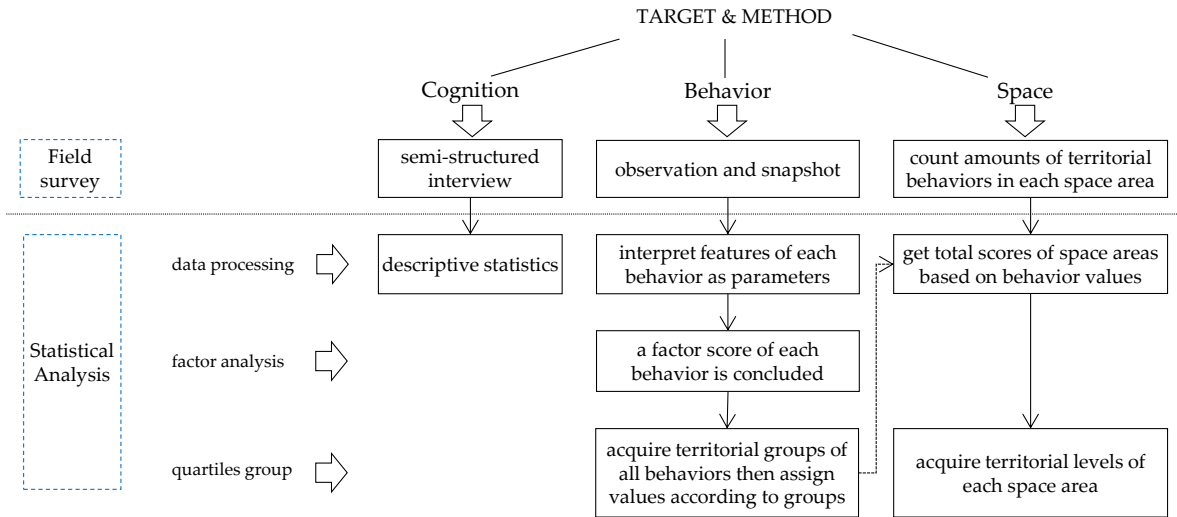 TARGET & METHOD
Cognition
Behavior
Space
Field
survey
semi-structured
interview
observation and snapshot
count amounts of territorial
behaviors in each space area
Statistical
Analysis
data processing
descriptive statistics
interpret features of each
behavior as parameters
get total scores of space areas
based on behavior values
factor analysis
a factor score of each
behavior is concluded
quartiles group
acquire territorial groups of
all behaviors then assign
values according to groups
acquire territorial levels of
each space area